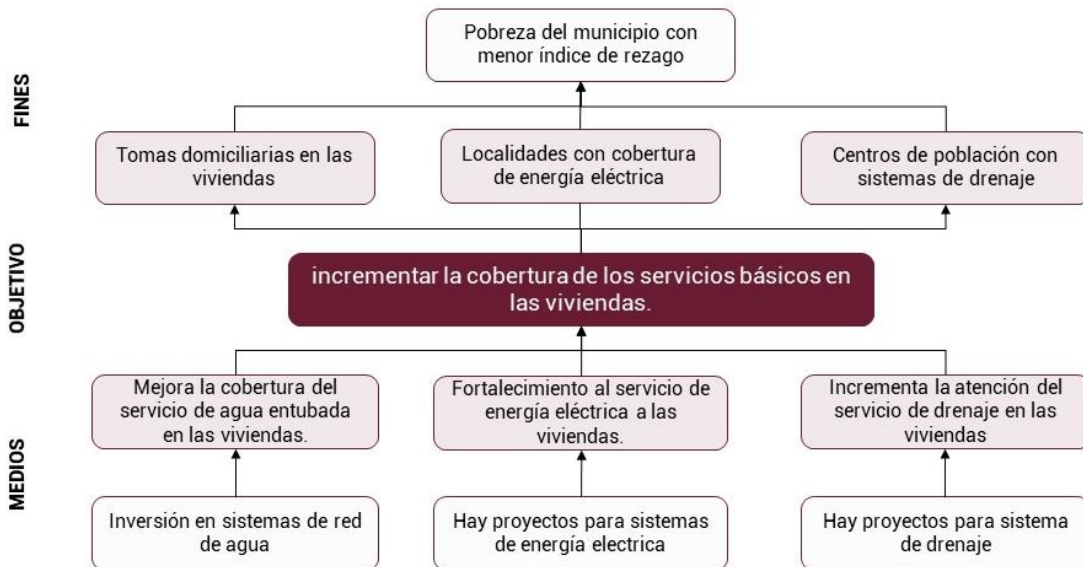 FINES
Pobreza del municipio con
menor índice de rezago
Tomas domiciliarias en las
viviendas
Localidades con cobertura
de energía eléctrica
Centros de población con
sistemas de drenaje
OBJETIVO
incrementar la cobertura de los servicios básicos en
las viviendas.
MEDIOS
Mejora la cobertura del
servicio de agua entubada
en las viviendas.
Fortalecimiento al servicio de
energía eléctrica a las
viviendas.
Incrementa la atención del
servicio de drenaje en las
viviendas
Inversión en sistemas de red
de agua
Hay proyectos para sistemas
de energía electrica
Hay proyectos para sistema
de drenaje